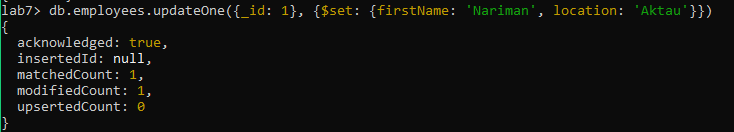 lab7> db.employees.updateOne({_id: 1}, {$set: {firstName: 'Nariman', location: 'Aktau'}})
{
  acknowledged: true,
  insertedId: null,
  matchedCount: 1,
  modifiedCount: 1,
  upsertedCount: 0
}